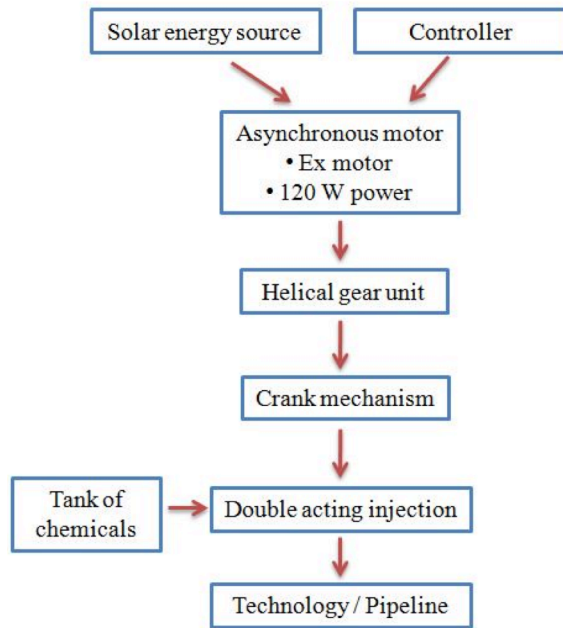 Solar energy source
Controller
Asynchronous motor
• Ex motor
• 120 W power
Helical gear unit
Crank mechanism
Tank of
chemicals
Double acting injection
Technology / Pipeline